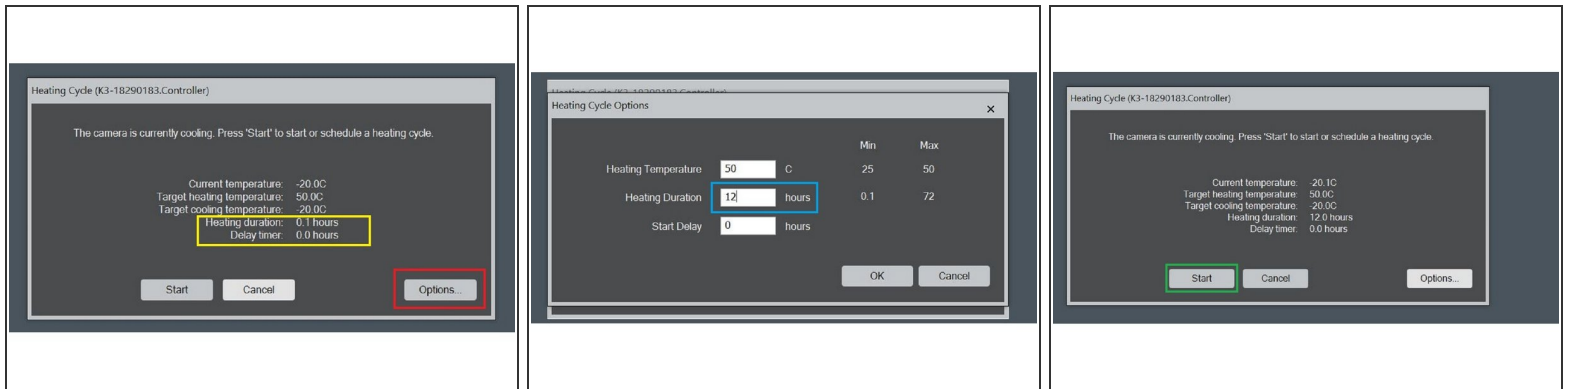 Heating Cycle (K3-18290183.Controller)
The camera is currently cooling. Press 'Start' to start or schedule a heating cycle.
Current temperature: -20.0C
Target heating temperature: 50.0C
Target cooling temperature: -20.0C
Heating duration: 0.1 hours
Delay timer: 0.0 hours
Start Cancel Options...
Heating Cycle (K3-18290183.Controller)
Heating Cycle Options ×
Min Max
Heating Temperature 50 C 25 50
Heating Duration 12 hours 0.1 72
Start Delay 0 hours
OK Cancel
Heating Cycle (K3-18290183.Controller)
The camera is currently cooling. Press 'Start' to start or schedule a heating cycle.
Current temperature: -20.1C
Target heating temperature: 50.0C
Target cooling temperature: -20.0C
Heating duration: 12.0 hours
Delay timer: 0.0 hours
Start Cancel Options...